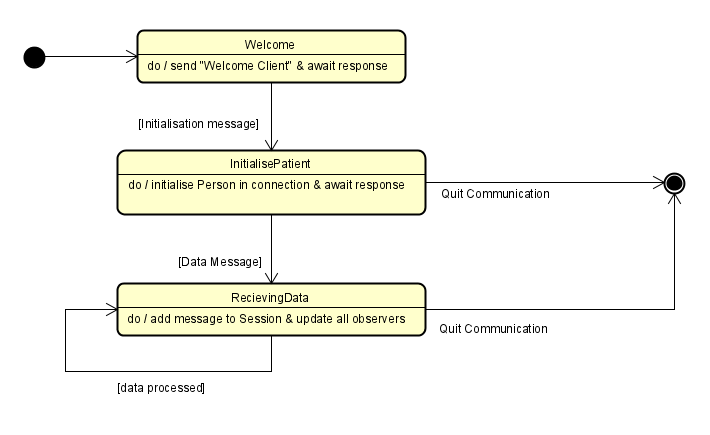 Welcome
do / send "Welcome Client" & await response
[Initialisation message]
InitialisePatient
do / initialise Person in connection & await response
Quit Communication
[Data Message]
RecievingData
do / add message to Session & update all observers
Quit Communication
[data processed]